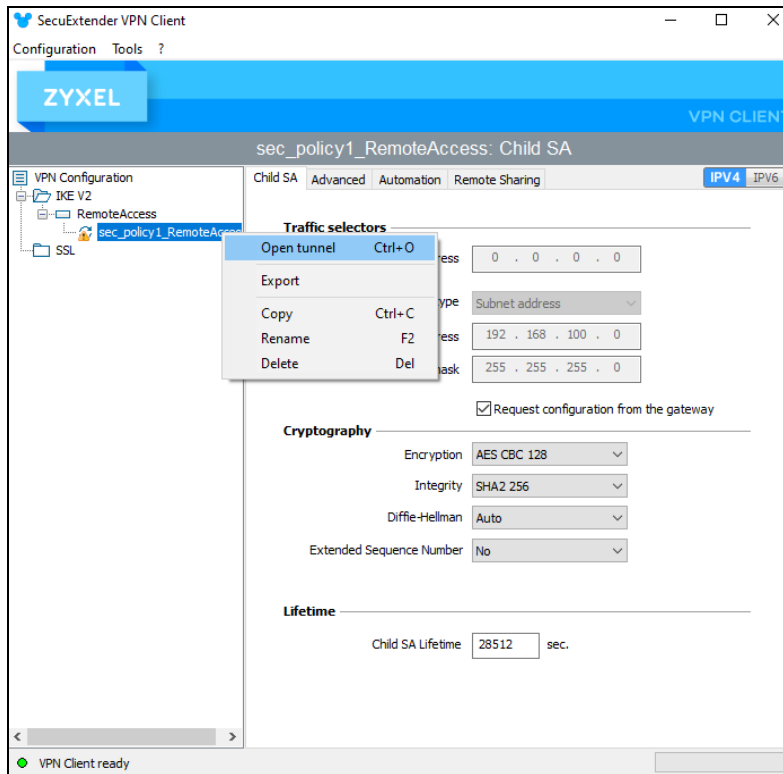 SecuExtender VPN Client
Configuration Tools ?
ZYXEL
VPN CLIENT
sec_policy1_RemoteAccess: Child SA
VPN Configuration
IKE V2
RemoteAccess
sec_policy1_RemoteAcces
SSL
Child SA Advanced Automation Remote Sharing IPV4 IPV6
Traffic selectors
ess 0 . 0 . 0 . 0
ype Subnet address
ess 192 . 168 . 100 . 0
mask 255 . 255 . 255 . 0
Open tunnel Ctrl+O
Export
Copy Ctrl+C
Rename F2
Delete Del
Request configuration from the gateway
Cryptography
Encryption AES CBC 128
Integrity SHA2 256
Diffie-Hellman Auto
Extended Sequence Number No
Lifetime
Child SA Lifetime 28512 sec.
VPN Client ready